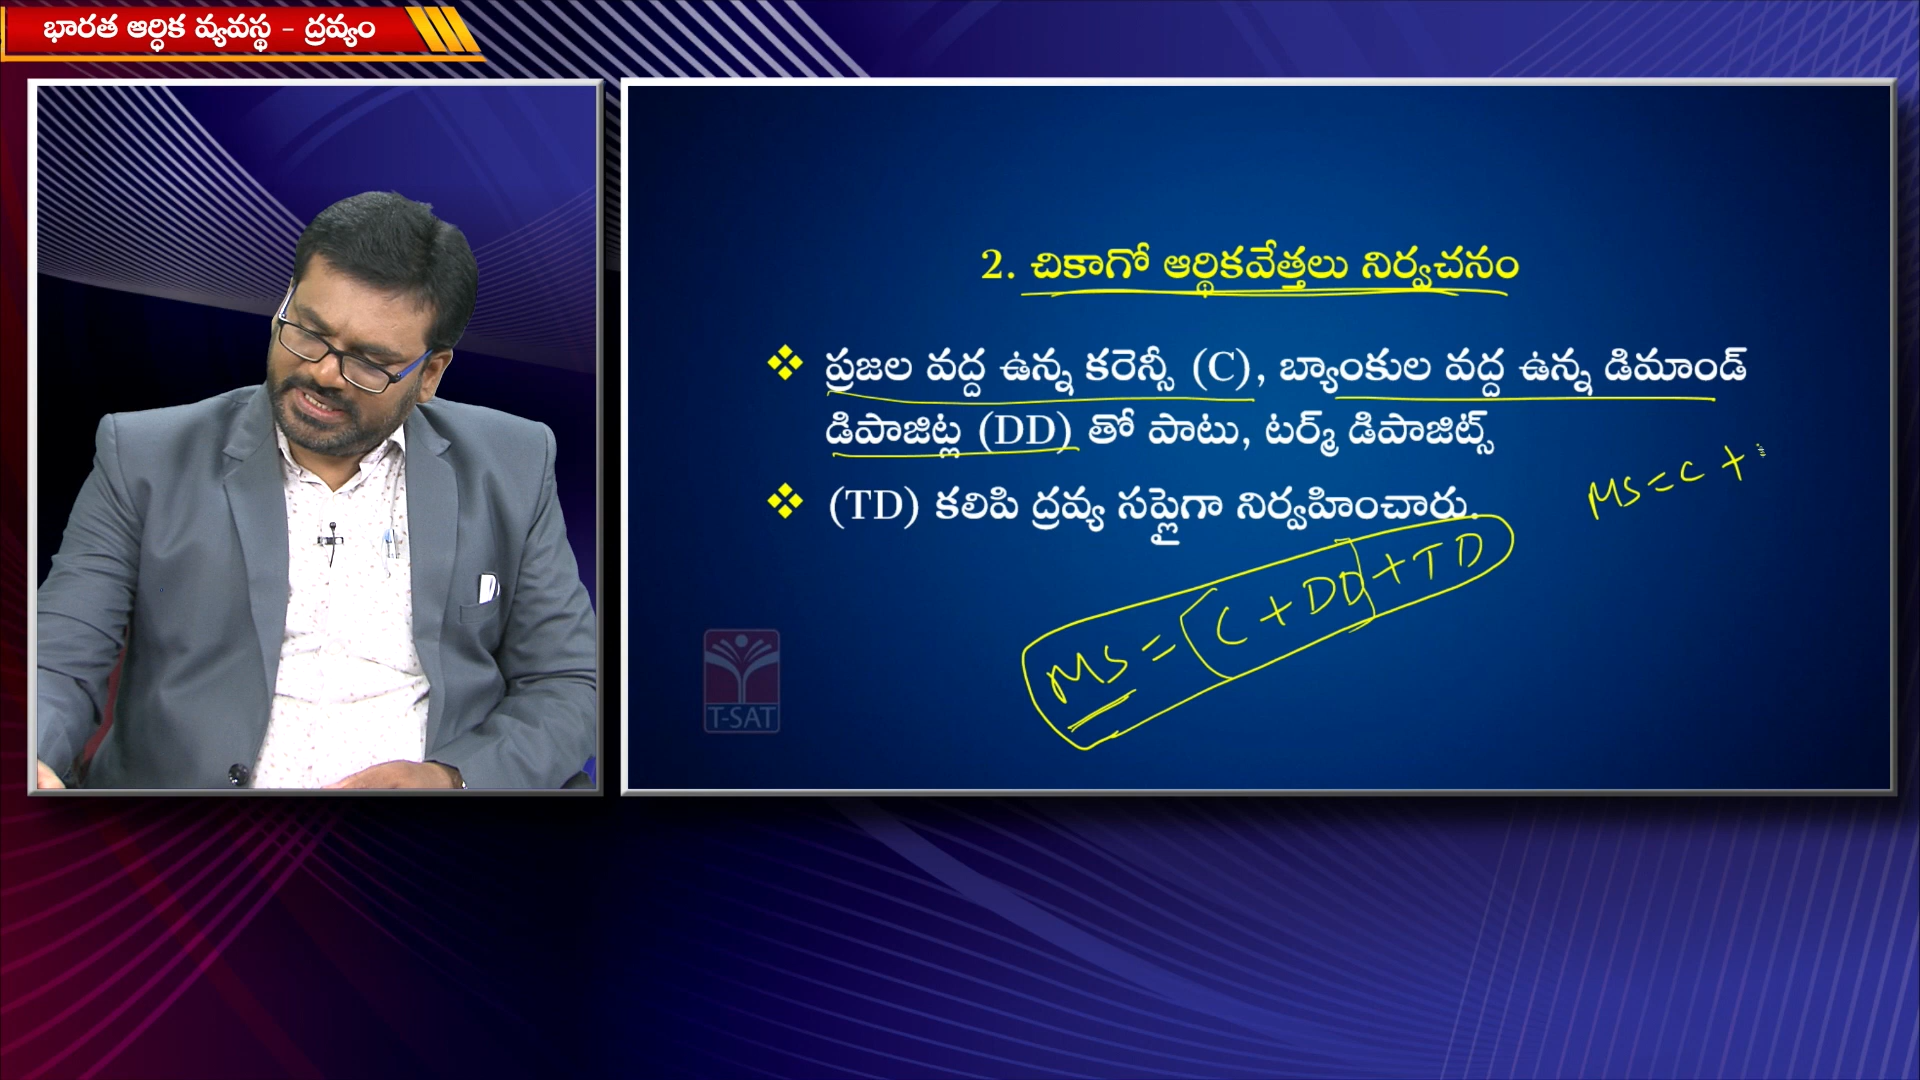 భారత ఆర్ధిక వ్యవస్థ - ద్రవ్యం
2. చికాగో ఆర్థికవేత్తలు నిర్వచనం
❖ ప్రజల వద్ద ఉన్న కరెన్సీ (C), బ్యాంకుల వద్ద ఉన్న డిమాండ్
డిపాజిట్ల (DD) తో పాటు, టర్మ్ డిపాజిట్స్
❖ (TD) కలిపి ద్రవ్య సప్లైగా నిర్వహించారు.
MS = C +
MS = C + DD + TD
T-SAT